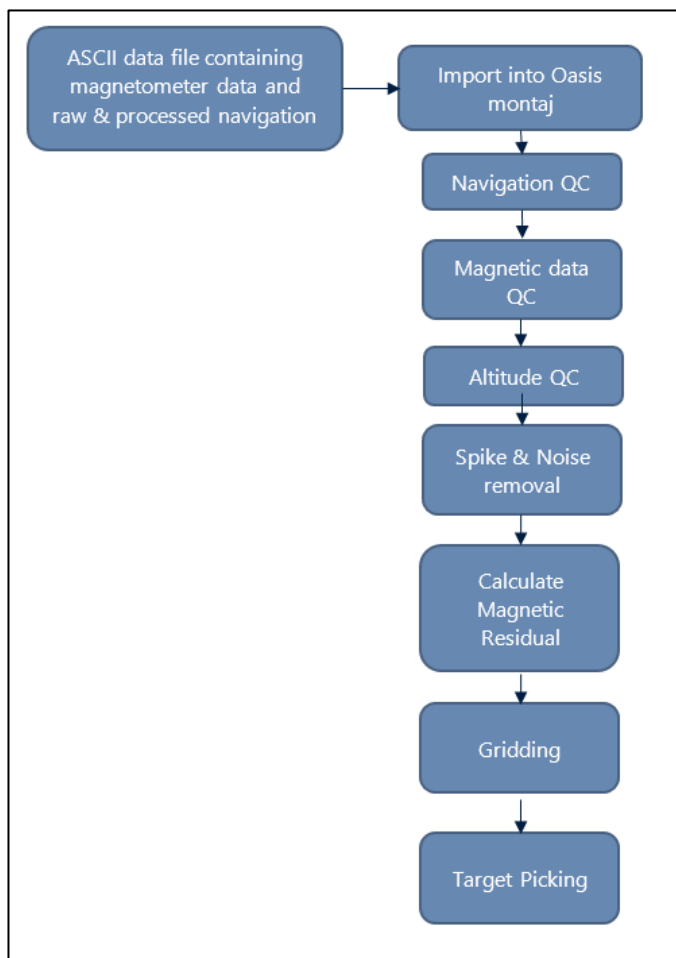 ASCII data file containing
magnetometer data and
raw & processed navigation
Import into Oasis
montaj
Navigation QC
Magnetic data
QC
Altitude QC
Spike & Noise
removal
Calculate
Magnetic
Residual
Gridding
Target Picking